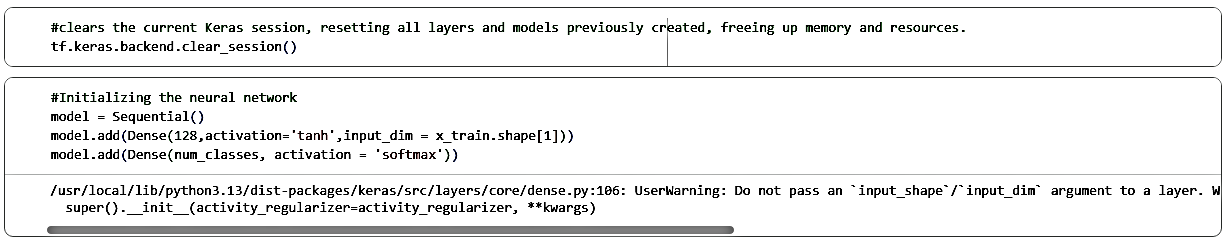 #clears the current Keras session, resetting all layers and models previously created, freeing up memory and resources.
tf.keras.backend.clear_session()
#Initializing the neural network
model = Sequential()
model.add(Dense(128,activation='tanh',input_dim = x_train.shape[1]))
model.add(Dense(num_classes, activation = 'softmax'))
/usr/local/lib/python3.13/dist-packages/keras/src/layers/core/dense.py:106: UserWarning: Do not pass an `input_shape`/`input_dim` argument to a layer. W
super().__init__(activity_regularizer=activity_regularizer, **kwargs)